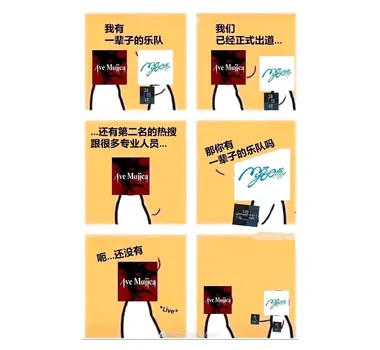 我有
一辈子的乐队
Ave Mujica
我们
已经正式出道...
Ave Mujica
...还有第二名的热搜
跟很多专业人员...
Ave Mujica
那你有
一辈子的乐队吗
呃...还没有
Ave Mujica
*Live*
Ave Mujica